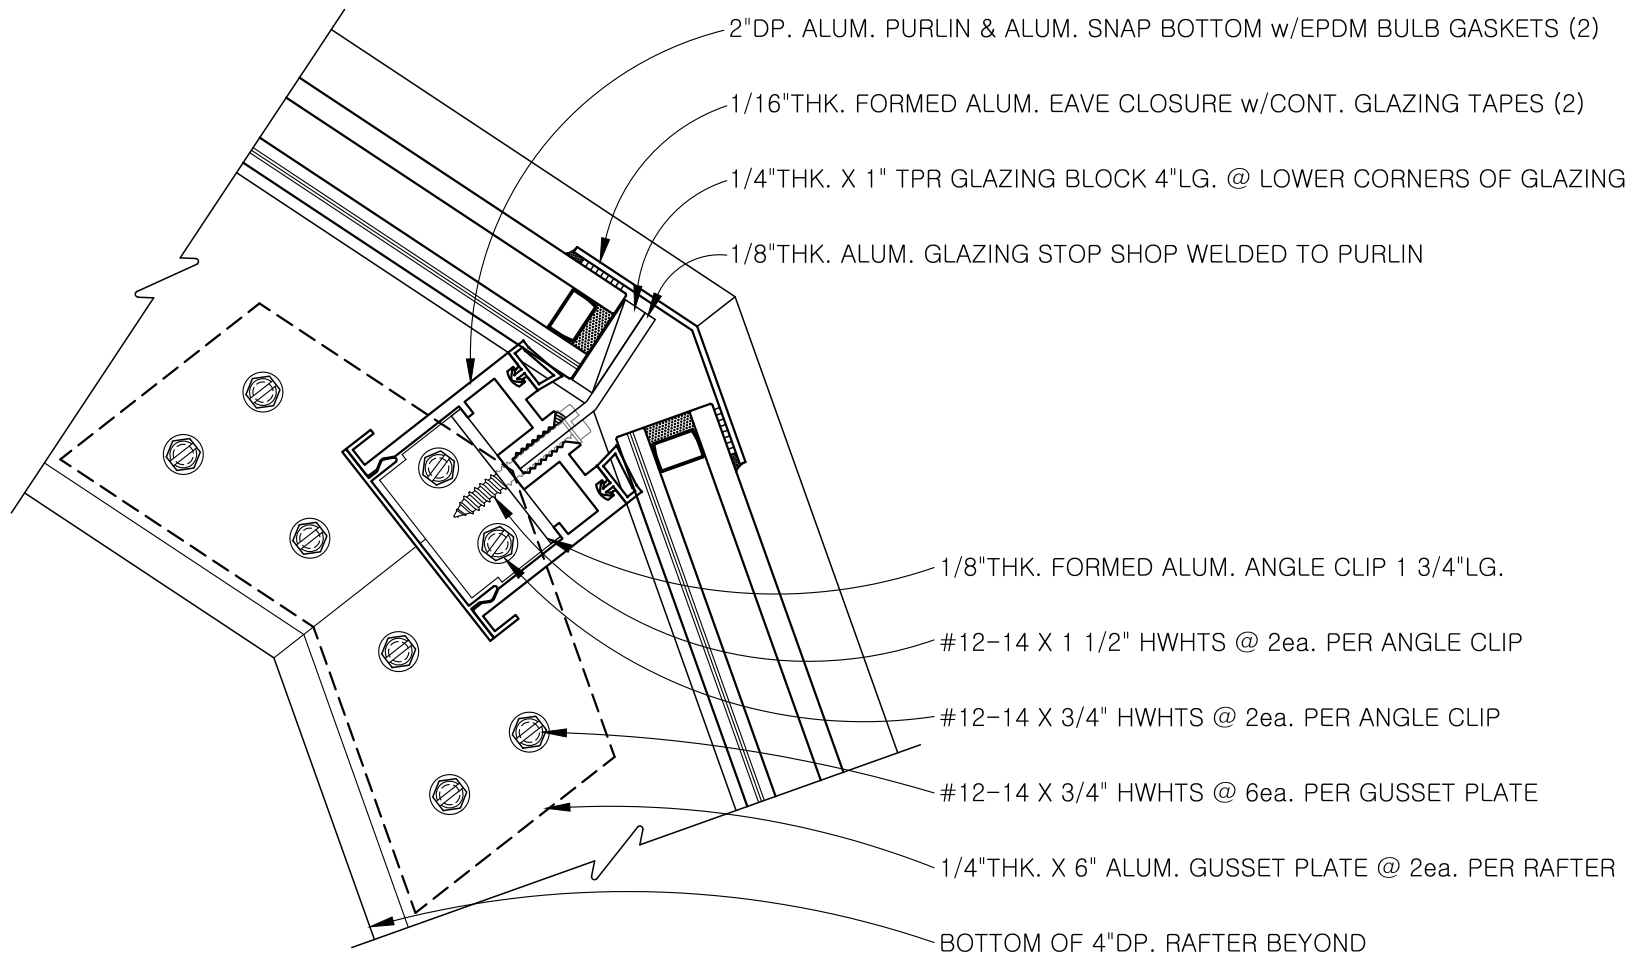 2"DP. ALUM. PURLIN & ALUM. SNAP BOTTOM w/EPDM BULB GASKETS (2)
1/16"THK. FORMED ALUM. EAVE CLOSURE w/CONT. GLAZING TAPES (2)
1/4"THK. X 1" TPR GLAZING BLOCK 4"LG. @ LOWER CORNERS OF GLAZING
1/8"THK. ALUM. GLAZING STOP SHOP WELDED TO PURLIN
1/8"THK. FORMED ALUM. ANGLE CLIP 1 3/4"LG.
#12-14 X 1 1/2" HWHTS @ 2ea. PER ANGLE CLIP
#12-14 X 3/4" HWHTS @ 2ea. PER ANGLE CLIP
#12-14 X 3/4" HWHTS @ 6ea. PER GUSSET PLATE
1/4"THK. X 6" ALUM. GUSSET PLATE @ 2ea. PER RAFTER
BOTTOM OF 4"DP. RAFTER BEYOND